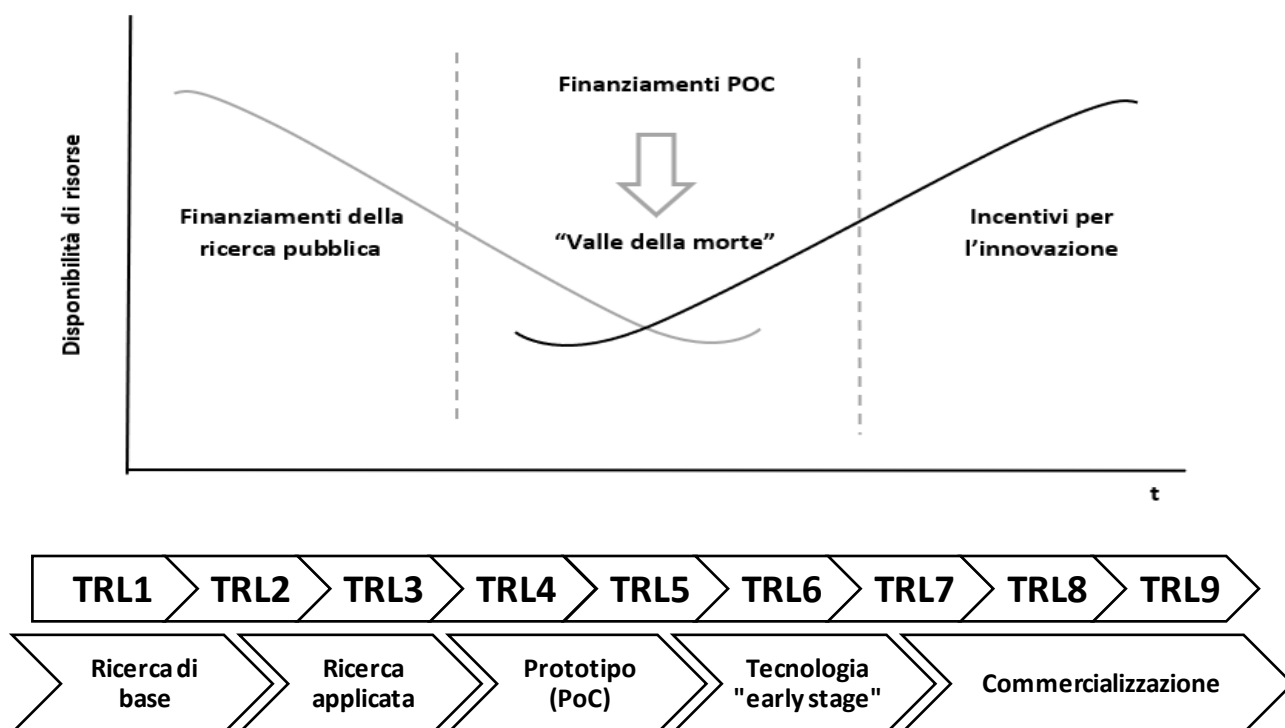 Disponibilità di risorse
Finanziamenti POC
Finanziamenti della
ricerca pubblica
“Valle della morte”
Incentivi per
l’innovazione
t
TRL1 TRL2 TRL3 TRL4 TRL5 TRL6 TRL7 TRL8 TRL9
Ricerca di
base
Ricerca
applicata
Prototipo
(PoC)
Tecnologia
"early stage"
Commercializzazione